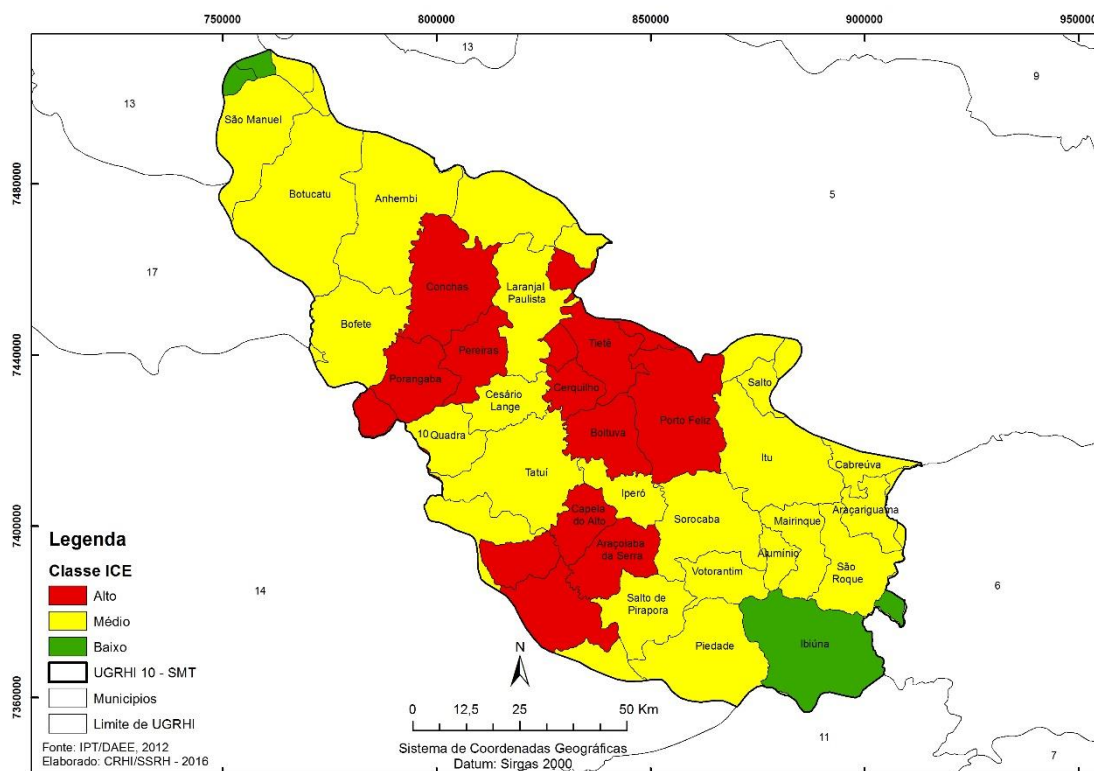 750000
800000
850000
900000
950000
13
9
13
São Manuel
7480000
Botucatu
Anhembi
5
17
Conchas
Laranjal
Paulista
Bofete
Tietê
7440000
Pereiras
Porangaba
Cerquilho
Salto
Cesário
Lange
Porto Feliz
10 Quadra
Boituva
Itu
Tatuí
Cabreúva
Iperó
Capela
do Alto
Sorocaba
Mairinque
Araçariguama
7400000
Araçoiaba
da Serra
Alumínio
São
Roque
Votorantim
14
6
Salto de
Pirapora
Piedade
Ibiúna
7360000
11
7
Legenda
Classe ICE
Alto
Médio
Baixo
UGRHI 10 - SMT
Municipios
Limite de UGRHI
Fonte: IPT/DAEE, 2012
Elaborado: CRHI/SSRH - 2016
N
0 12,5 25 50 Km
Sistema de Coordenadas Geográficas
Datum: Sirgas 2000